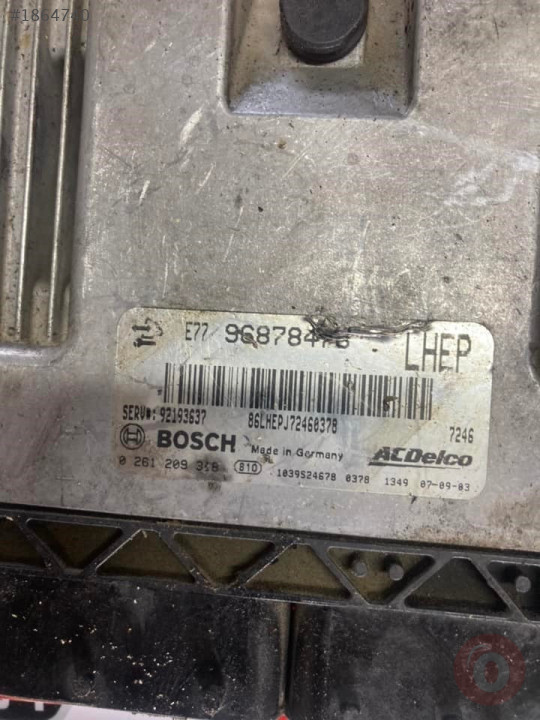 #1864740
E77 LHEP
SERV#: 92193637 86LHEPJ72460378 7246
BOSCH Made in Germany ACDelco
0 261 209 810 1039S24678 0378 1349 07-09-03